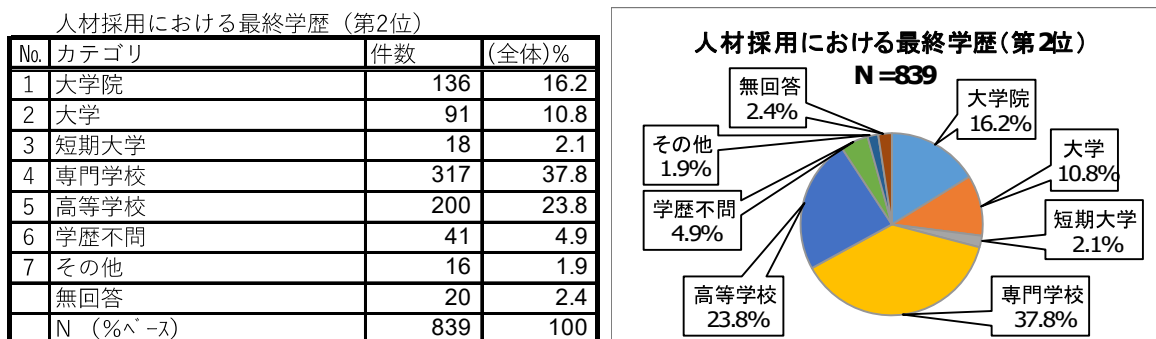 人材採用における最終学歴（第2位）
№ カテゴリ 件数 (全体)%
1 大学院 136 16.2
2 大学 91 10.8
3 短期大学 18 2.1
4 専門学校 317 37.8
5 高等学校 200 23.8
6 学歴不問 41 4.9
7 その他 16 1.9
無回答 20 2.4
N （%ﾍﾞｰｽ） 839 100
人材採用における最終学歴（第2位）
N=839
無回答
2.4%
大学院
16.2%
その他
1.9%
大学
10.8%
学歴不問
4.9%
短期大学
2.1%
高等学校
23.8%
専門学校
37.8%